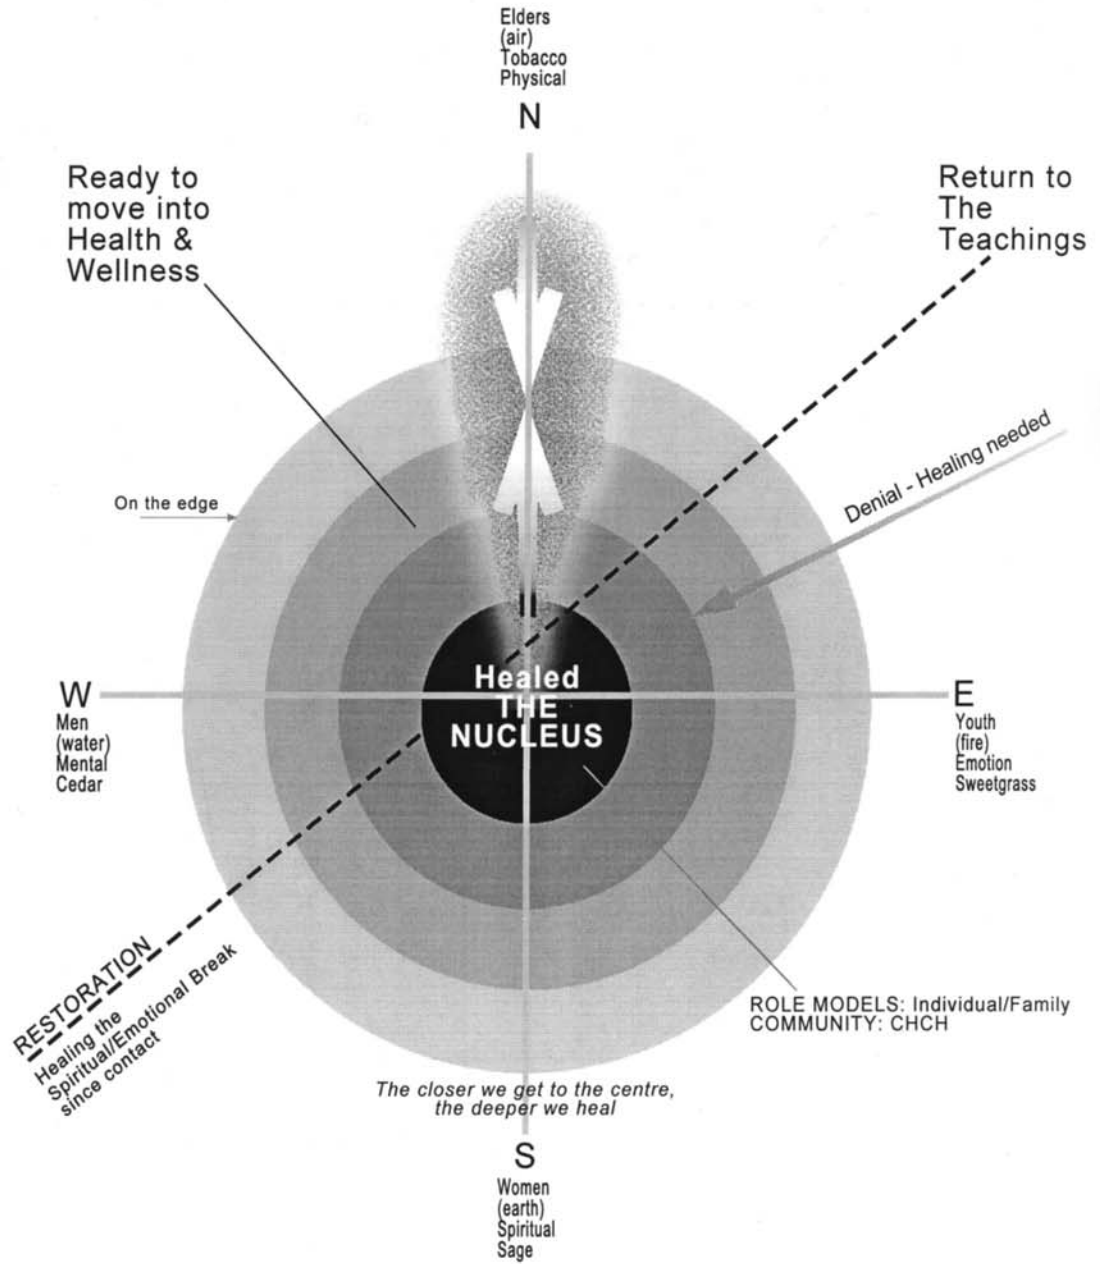 Elders
(air)
Tobacco
Physical
N
Ready to
move into
Health &
Wellness
Return to
The
Teachings
Denial - Healing needed
On the edge
Healed
THE
NUCLEUS
W
Men
(water)
Mental
Cedar
E
Youth
(fire)
Emotion
Sweetgrass
RESTORATION
Healing the
Spiritual/Emotional Break
since contact
ROLE MODELS: Individual/Family
COMMUNITY: CHCH
The closer we get to the centre,
the deeper we heal
S
Women
(earth)
Spiritual
Sage